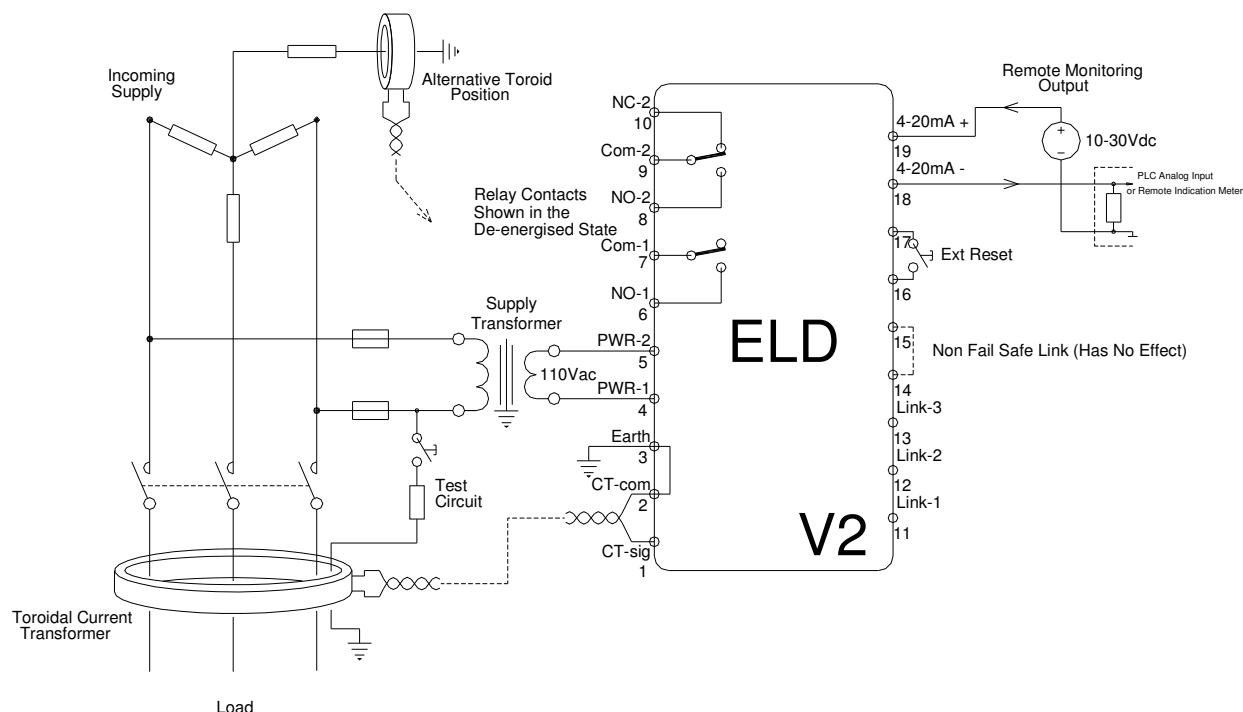 Incoming
Supply
Alternative Toroid
Position
Relay Contacts
Shown in the
De-energised State
Supply
Transformer
110Vac
Test
Circuit
Toroidal Current
Transformer
Load
NC-2
10
Com-2
9
NO-2
8
Com-1
7
NO-1
6
PWR-2
5
PWR-1
4
Earth
3
CT-com
2
CT-sig
1
ELD
V2
Remote Monitoring
Output
4-20mA +
19
+
−
10-30Vdc
4-20mA -
18
PLC Analog Input
or Remote Indication Meter
17
Ext Reset
16
15
Non Fail Safe Link (Has No Effect)
14
Link-3
13
Link-2
12
Link-1
11